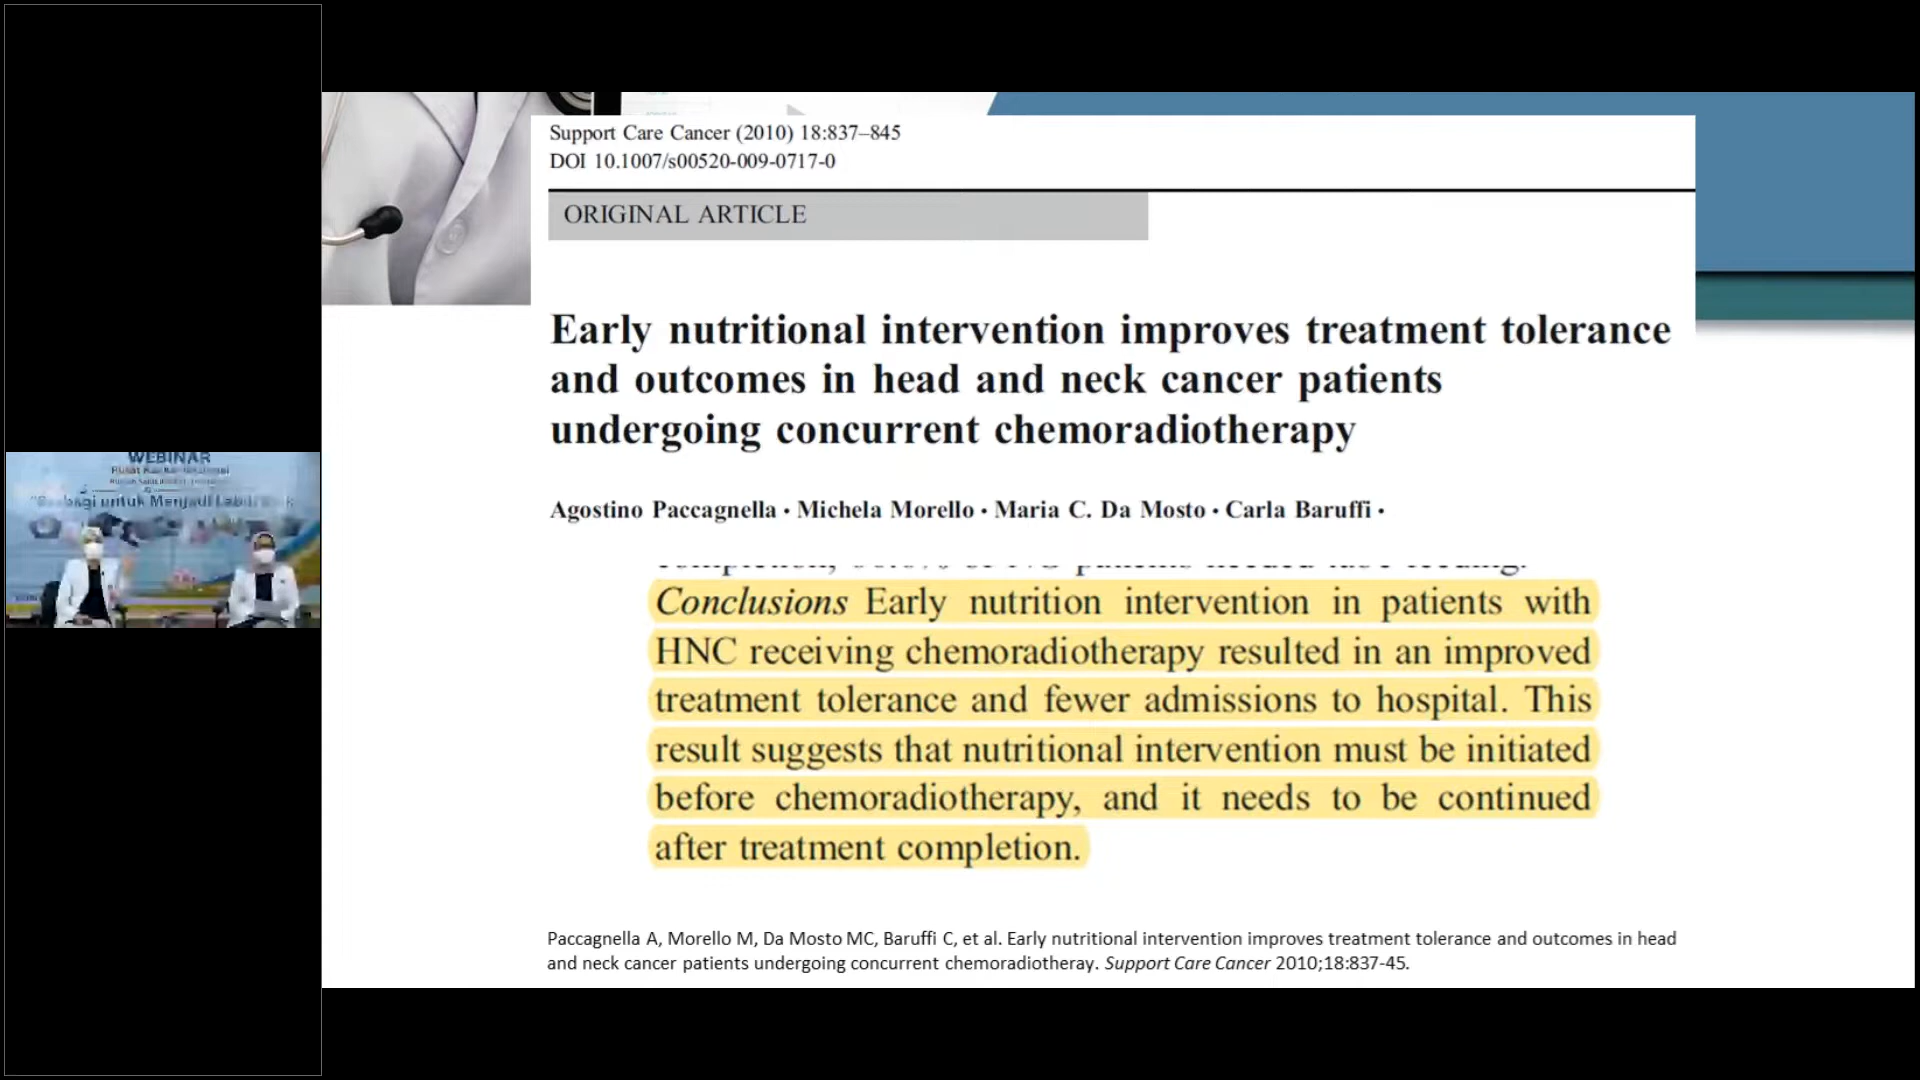 WEBINAR
Support Care Cancer (2010) 18:837–845
DOI 10.1007/s00520-009-0717-0
ORIGINAL ARTICLE
Early nutritional intervention improves treatment tolerance
and outcomes in head and neck cancer patients
undergoing concurrent chemoradiotherapy
Agostino Paccagnella · Michela Morello · Maria C. Da Mosto · Carla Baruffi ·
Conclusions Early nutrition intervention in patients with
HNC receiving chemoradiotherapy resulted in an improved
treatment tolerance and fewer admissions to hospital. This
result suggests that nutritional intervention must be initiated
before chemoradiotherapy, and it needs to be continued
after treatment completion.
Paccagnella A, Morello M, Da Mosto MC, Baruffi C, et al. Early nutritional intervention improves treatment tolerance and outcomes in head
and neck cancer patients undergoing concurrent chemoradiotheray. Support Care Cancer 2010;18:837-45.